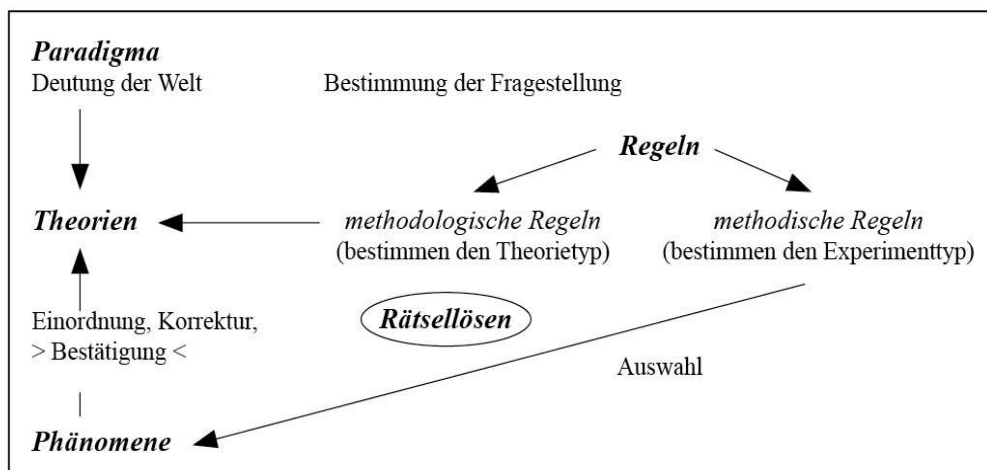 Paradigma
Deutung der Welt
Bestimmung der Fragestellung
Regeln
Theorien
methodologische Regeln
(bestimmen den Theorietyp)
methodische Regeln
(bestimmen den Experimenttyp)
Rätsellösen
Einordnung, Korrektur,
> Bestätigung <
Auswahl
Phänomene